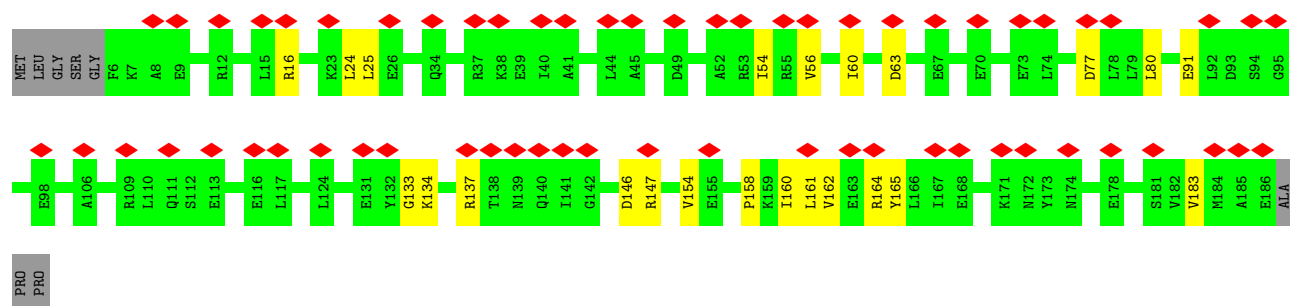 MET LEU GLY SER GLY F6 K7 A8 E9 R12 L15 R16 K23 L24 L25 E26 Q34 R37 K38 E39 I40 A41 L44 A45 D49 A52 R53 I54 R55 V56 I60 D63 E67 E70 E73 L74 D77 L78 L79 L80 E91 L92 D93 S94 G95
E98 A106 R109 L110 Q111 S112 E113 E116 L117 L124 E131 Y132 G133 K134 R137 T138 N139 Q140 I141 G142 D146 R147 V154 E155 P158 K159 I160 L161 V162 E163 R164 Y165 L166 I167 E168 K171 N172 Y173 N174 E178 S181 V182 V183 M184 A185 E186 ALA
PRO PRO